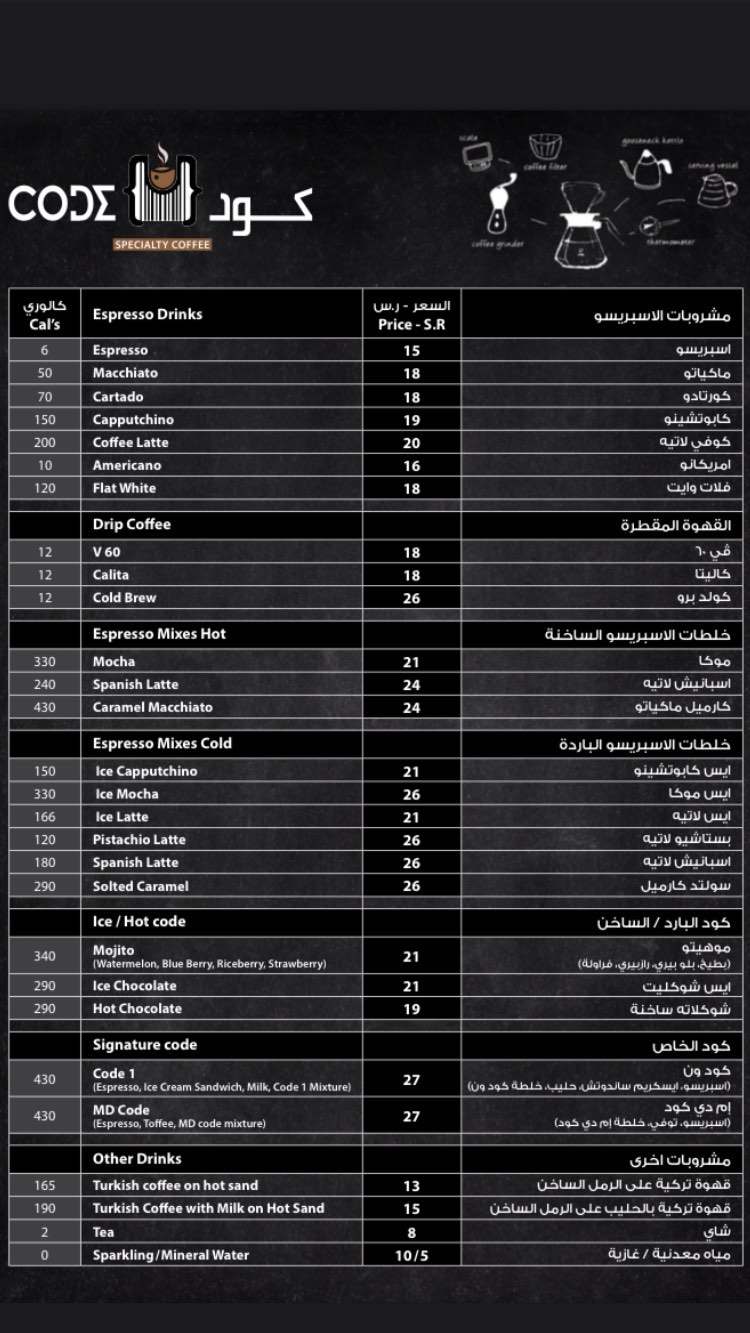 scale
coffee filter
gooseneck kettle
serving vessel
coffee grinder
thermometer
CODE كود
SPECIALTY COFFEE
كالوري Cal's Espresso Drinks السعر - ر.س Price - S.R مشروبات الاسبريسو
6 Espresso 15 اسبريسو
50 Macchiato 18 ماكياتو
70 Cartado 18 كورتادو
150 Capputchino 19 كابوتشينو
200 Coffee Latte 20 كوفي لاتيه
10 Americano 16 امريكانو
120 Flat White 18 فلات وايت
Drip Coffee القهوة المقطرة
12 V 60 18 ڤي ٦٠
12 Calita 18 كاليتا
12 Cold Brew 26 كولد برو
Espresso Mixes Hot خلطات الاسبريسو الساخنة
330 Mocha 21 موكا
240 Spanish Latte 24 اسبانيش لاتيه
430 Caramel Macchiato 24 كارميل ماكياتو
Espresso Mixes Cold خلطات الاسبريسو الباردة
150 Ice Capputchino 21 ايس كابوتشينو
330 Ice Mocha 26 ايس موكا
166 Ice Latte 21 ايس لاتيه
120 Pistachio Latte 26 بستاشيو لاتيه
180 Spanish Latte 26 اسبانيش لاتيه
290 Solted Caramel 26 سولتد كارميل
Ice / Hot code كود البارد / الساخن
340 Mojito 21 موهيتو
(Watermelon, Blue Berry, Riceberry, Strawberry) (بطيخ، بلو بيري، رازبيري، فراولة)
290 Ice Chocolate 21 ايس شوكليت
290 Hot Chocolate 19 شوكلاته ساخنة
Signature code كود الخاص
430 Code 1 27 كود ون
(Espresso, Ice Cream Sandwich, Milk, Code 1 Mixture) (اسبريسو، ايسكريم ساندوتش، حليب، خلطة كود ون)
430 MD Code 27 إم دي كود
(Espresso, Toffee, MD code mixture) (اسبريسو، توفي، خلطة إم دي كود)
Other Drinks مشروبات اخرى
165 Turkish coffee on hot sand 13 قهوة تركية على الرمل الساخن
190 Turkish Coffee with Milk on Hot Sand 15 قهوة تركية بالحليب على الرمل الساخن
2 Tea 8 شاي
0 Sparkling/Mineral Water 10/5 مياه معدنية / غازية